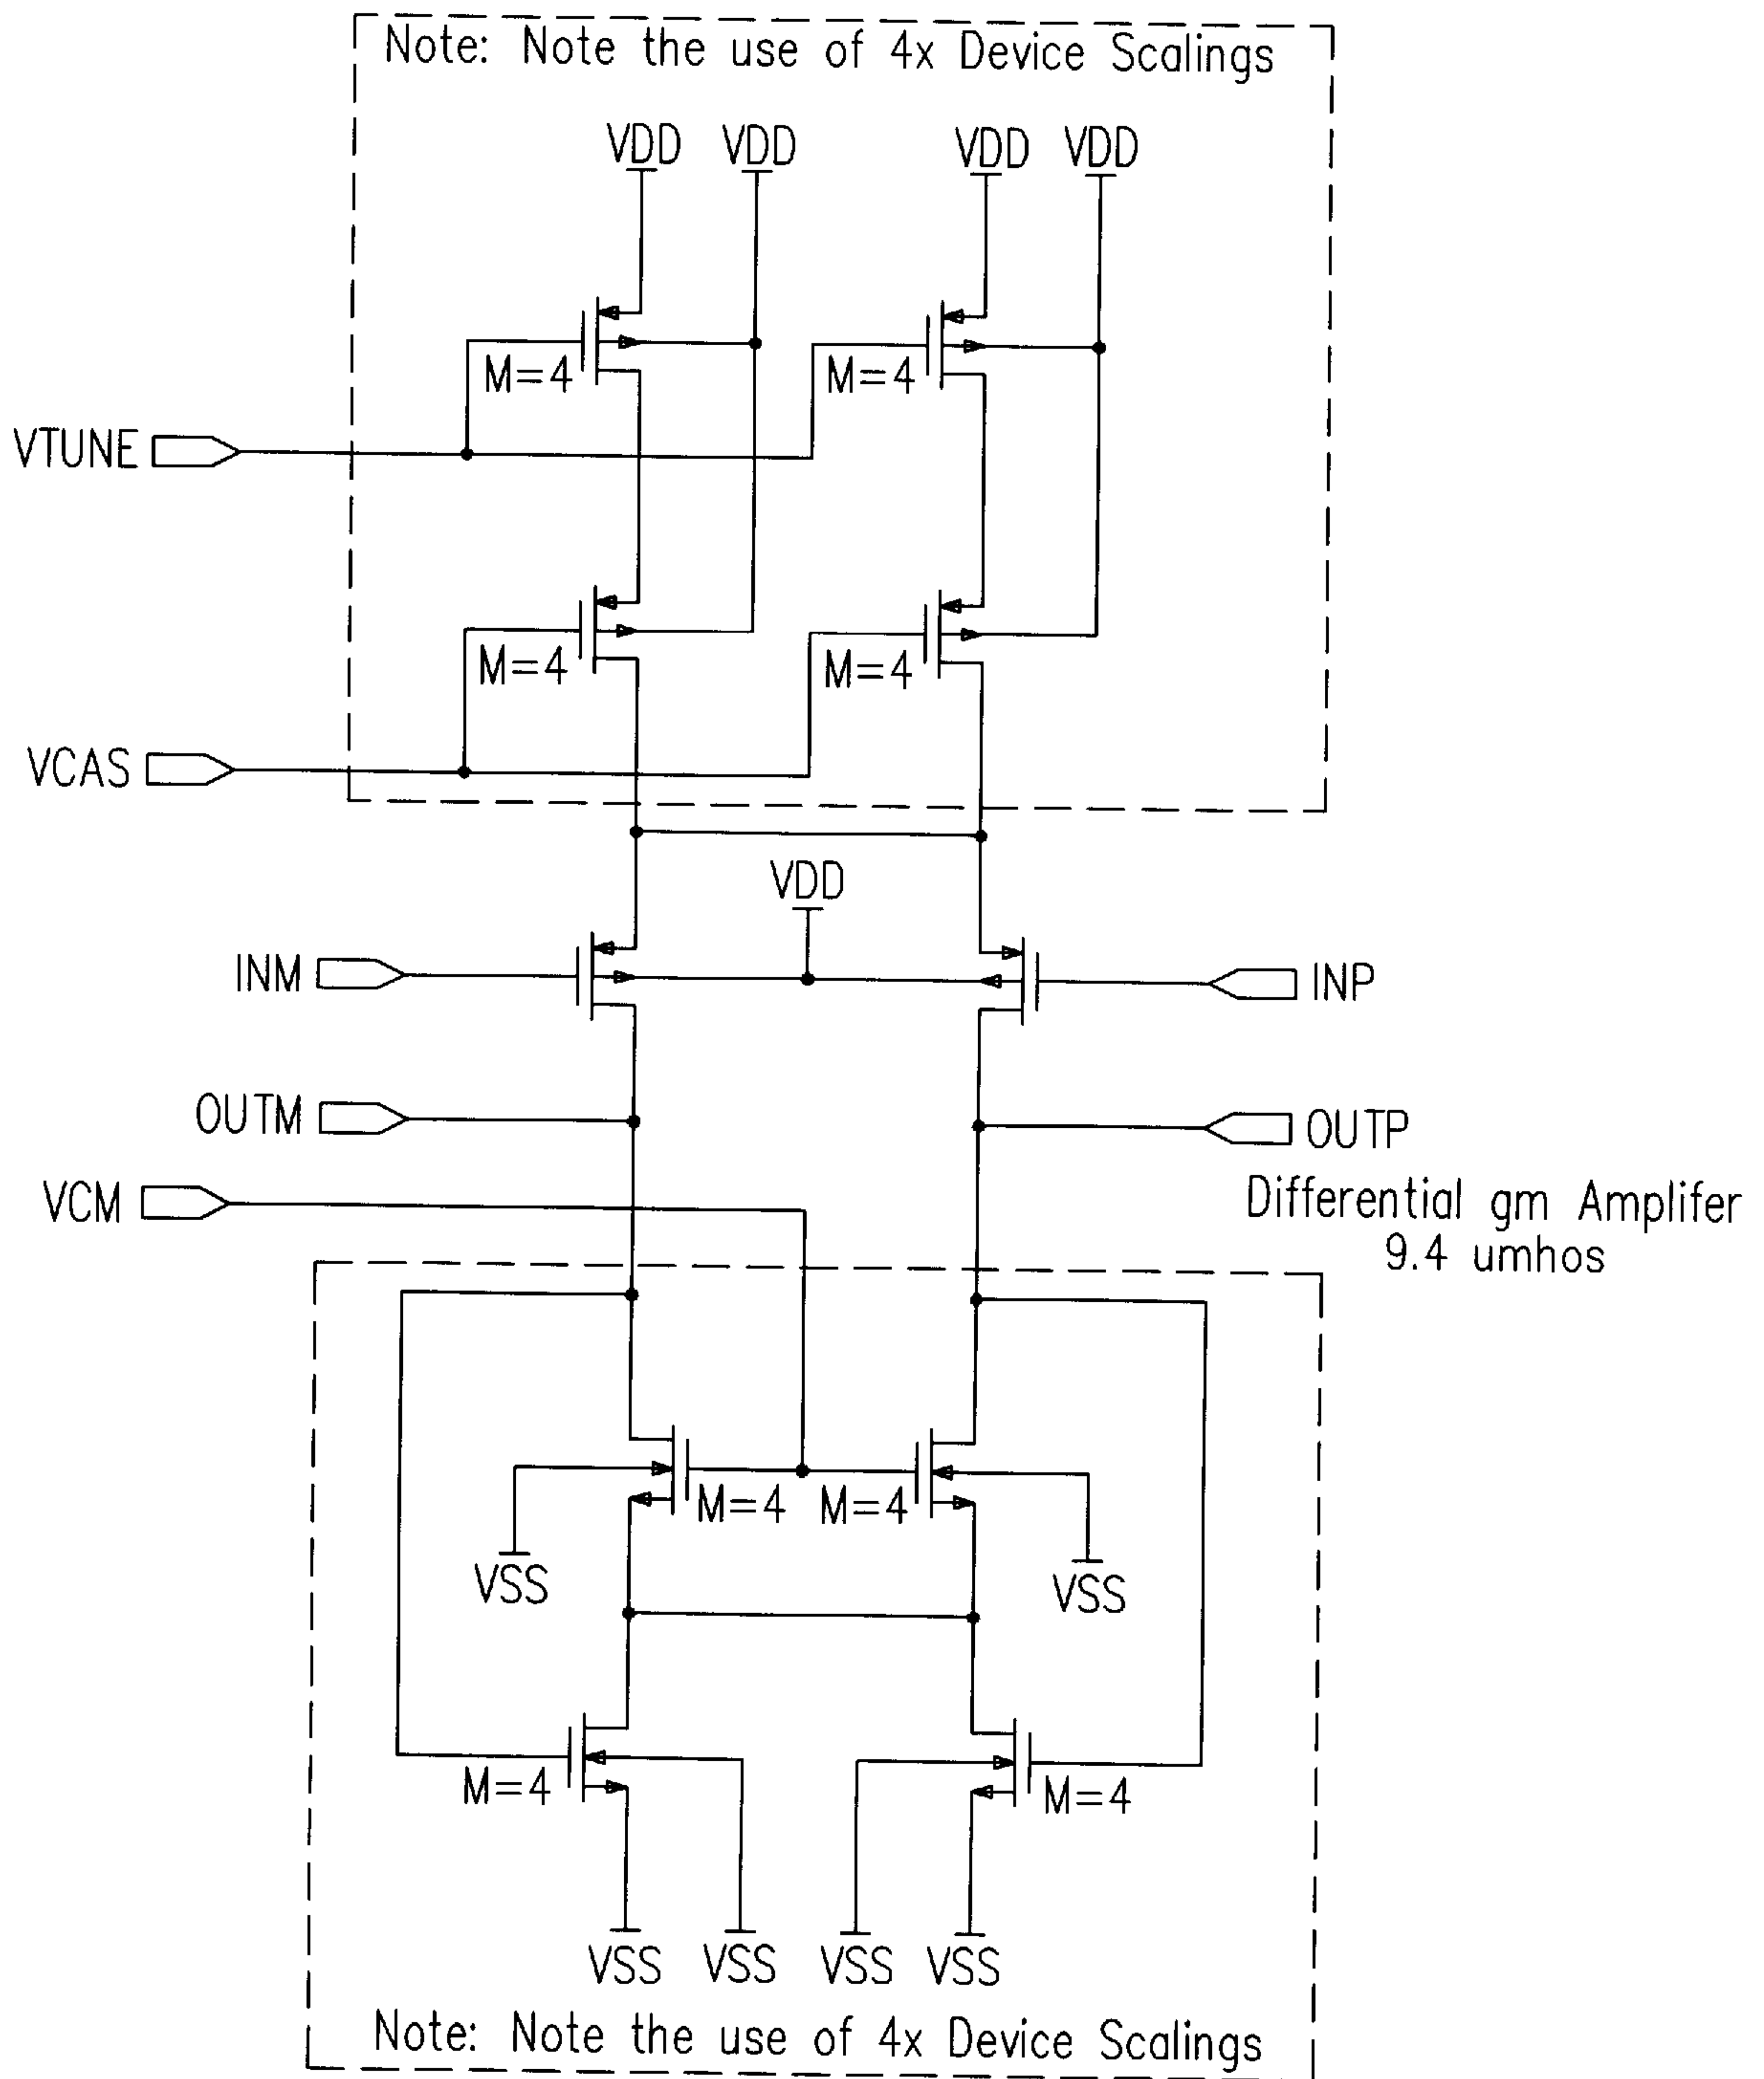 Note: Note the use of 4x Device Scalings
VDD VDD VDD VDD
M=4 M=4
VTUNE
M=4 M=4
VCAS
VDD
INM INP
OUTM OUTP
VCM
Differential gm Amplifer
9.4 umhos
M=4 M=4
VSS VSS
M=4 M=4
VSS VSS VSS VSS
Note: Note the use of 4x Device Scalings